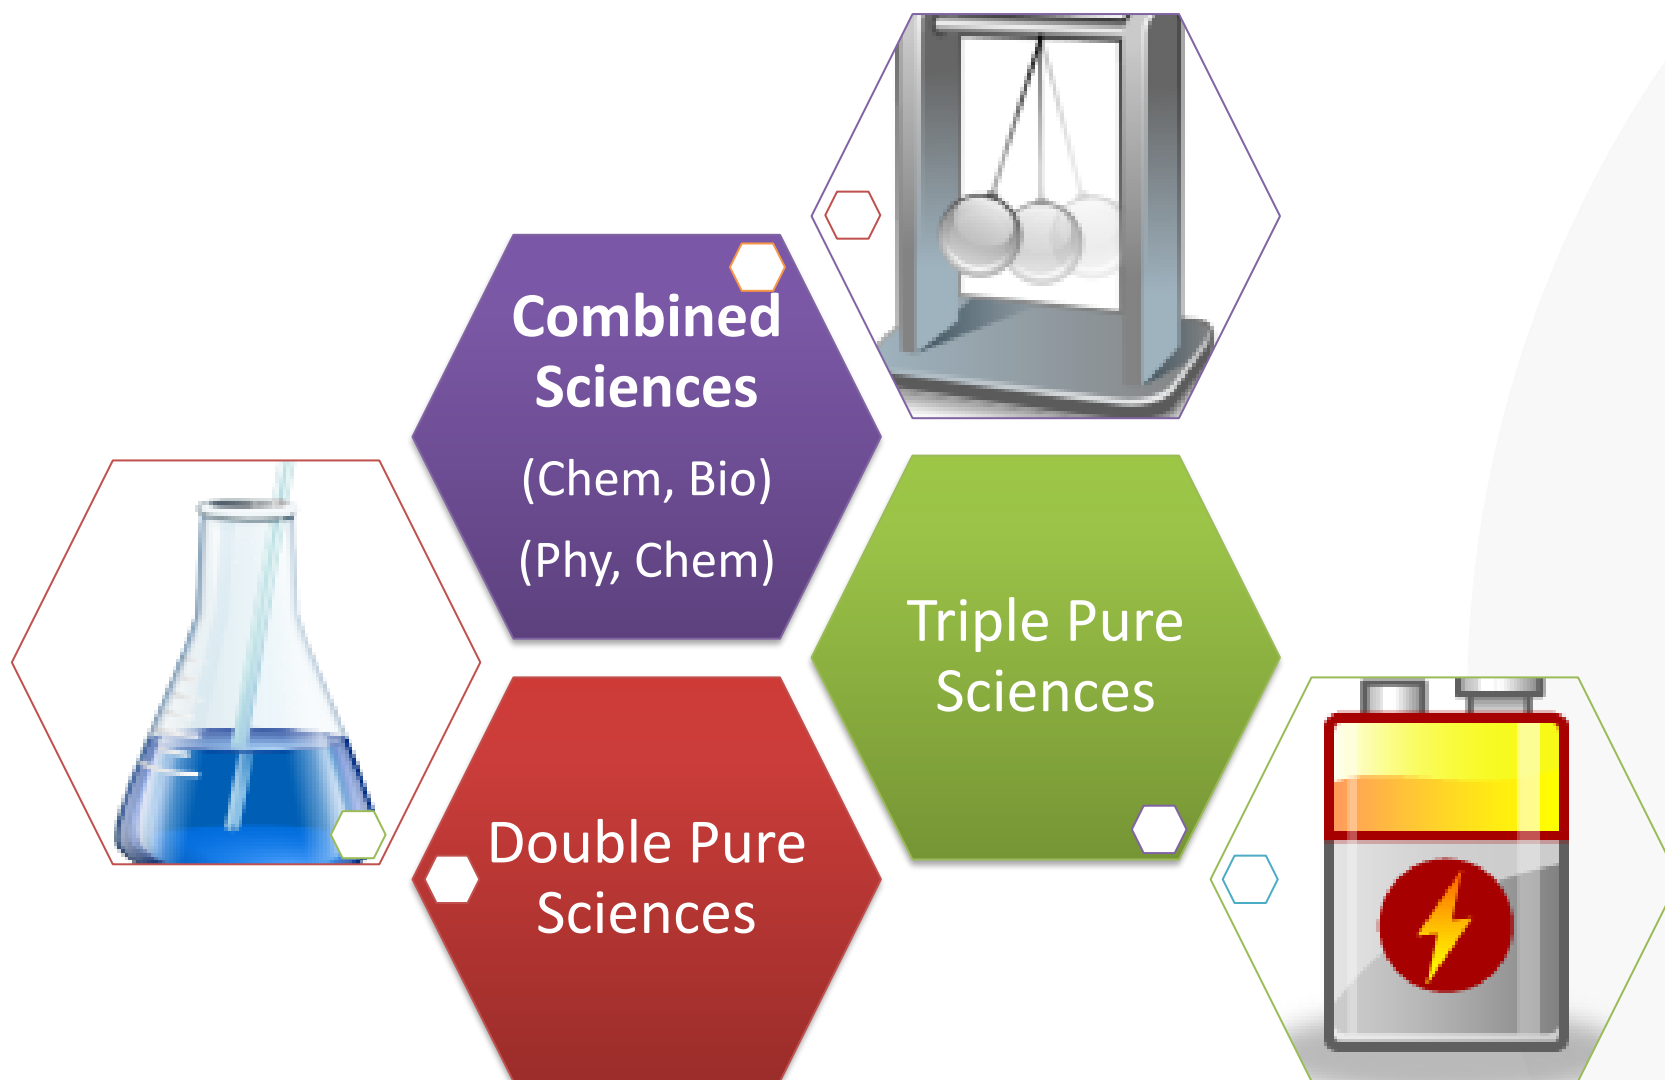 Combined
Sciences
(Chem, Bio)
(Phy, Chem)
Triple Pure
Sciences
Double Pure
Sciences